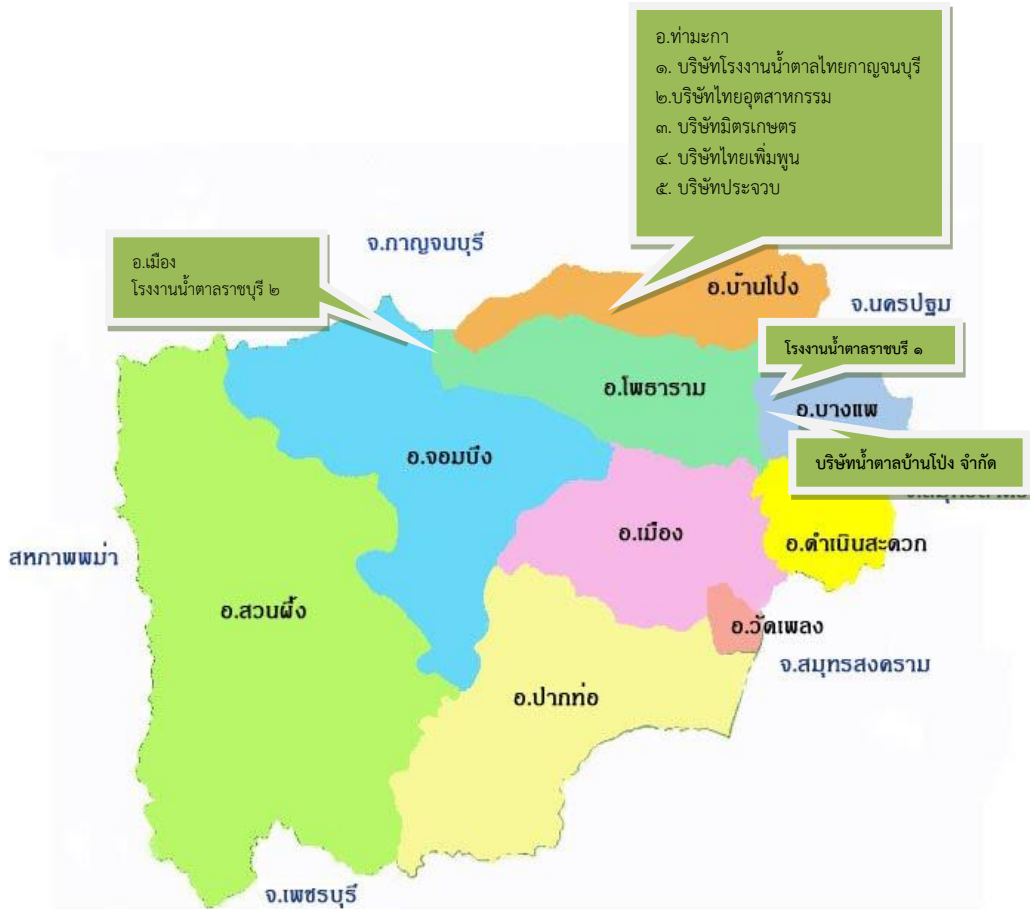 อ.ท่ามะกา
๑. บริษัทโรงงานน้ำตาลไทยกาญจนบุรี
๒.บริษัทไทยอุตสาหกรรม
๓. บริษัทมิตรเกษตร
๔. บริษัทไทยเพิ่มพูน
๕. บริษัทประจวบ
จ.กาญจนบุรี
อ.เมือง
โรงงานน้ำตาลราชบุรี ๒
อ.บ้านโป่ง
จ.นครปฐม
โรงงานน้ำตาลราชบรี ๑
อ.โพธาราม
อ.บางแพ
อ.จอมบึง
บริษัทน้ำตาลบ้านโป่ง จำกัด
อ.เมือง
อ.ดำเนินสะดวก
สหภาพพม่า
อ.สวนผึ้ง
อ.วัดเพลง
จ.สมุทรสงคราม
อ.ปากท่อ
จ.เพชรบุรี